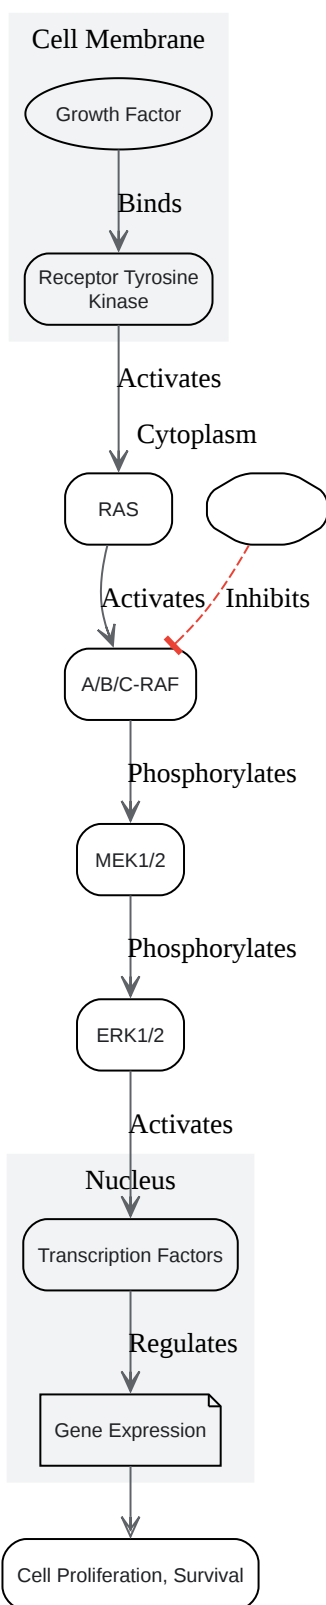 Cell Membrane
Growth Factor
Binds
Receptor Tyrosine
Kinase
Activates
Cytoplasm
RAS
Activates
Inhibits
A/B/C-RAF
Phosphorylates
MEK1/2
Phosphorylates
ERK1/2
Activates
Nucleus
Transcription Factors
Regulates
Gene Expression
Cell Proliferation, Survival